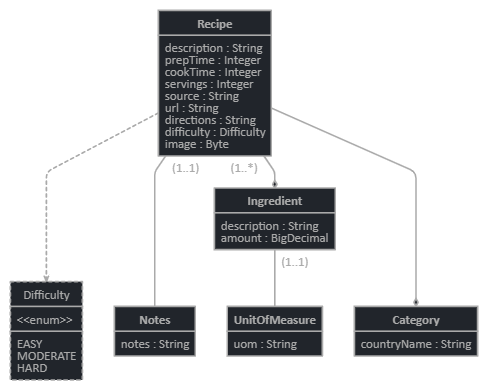 Recipe
description : String
prepTime : Integer
cookTime : Integer
servings : Integer
source : String
url : String
directions : String
difficulty : Difficulty
image : Byte
(1..1)
(1..*)
Ingredient
description : String
amount : BigDecimal
(1..1)
Difficulty
<<enum>>
EASY
MODERATE
HARD
Notes
notes : String
UnitOfMeasure
uom : String
Category
countryName : String